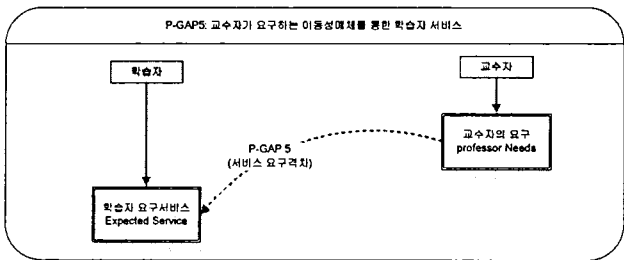 P-GAP5: 교수자가 요구하는 이동성매체를 통한 학습자 서비스
학습자
교수자
교수자의 요구
professor Needs
P-GAP 5
(서비스 요구격차)
학습자 요구서비스
Expected Service